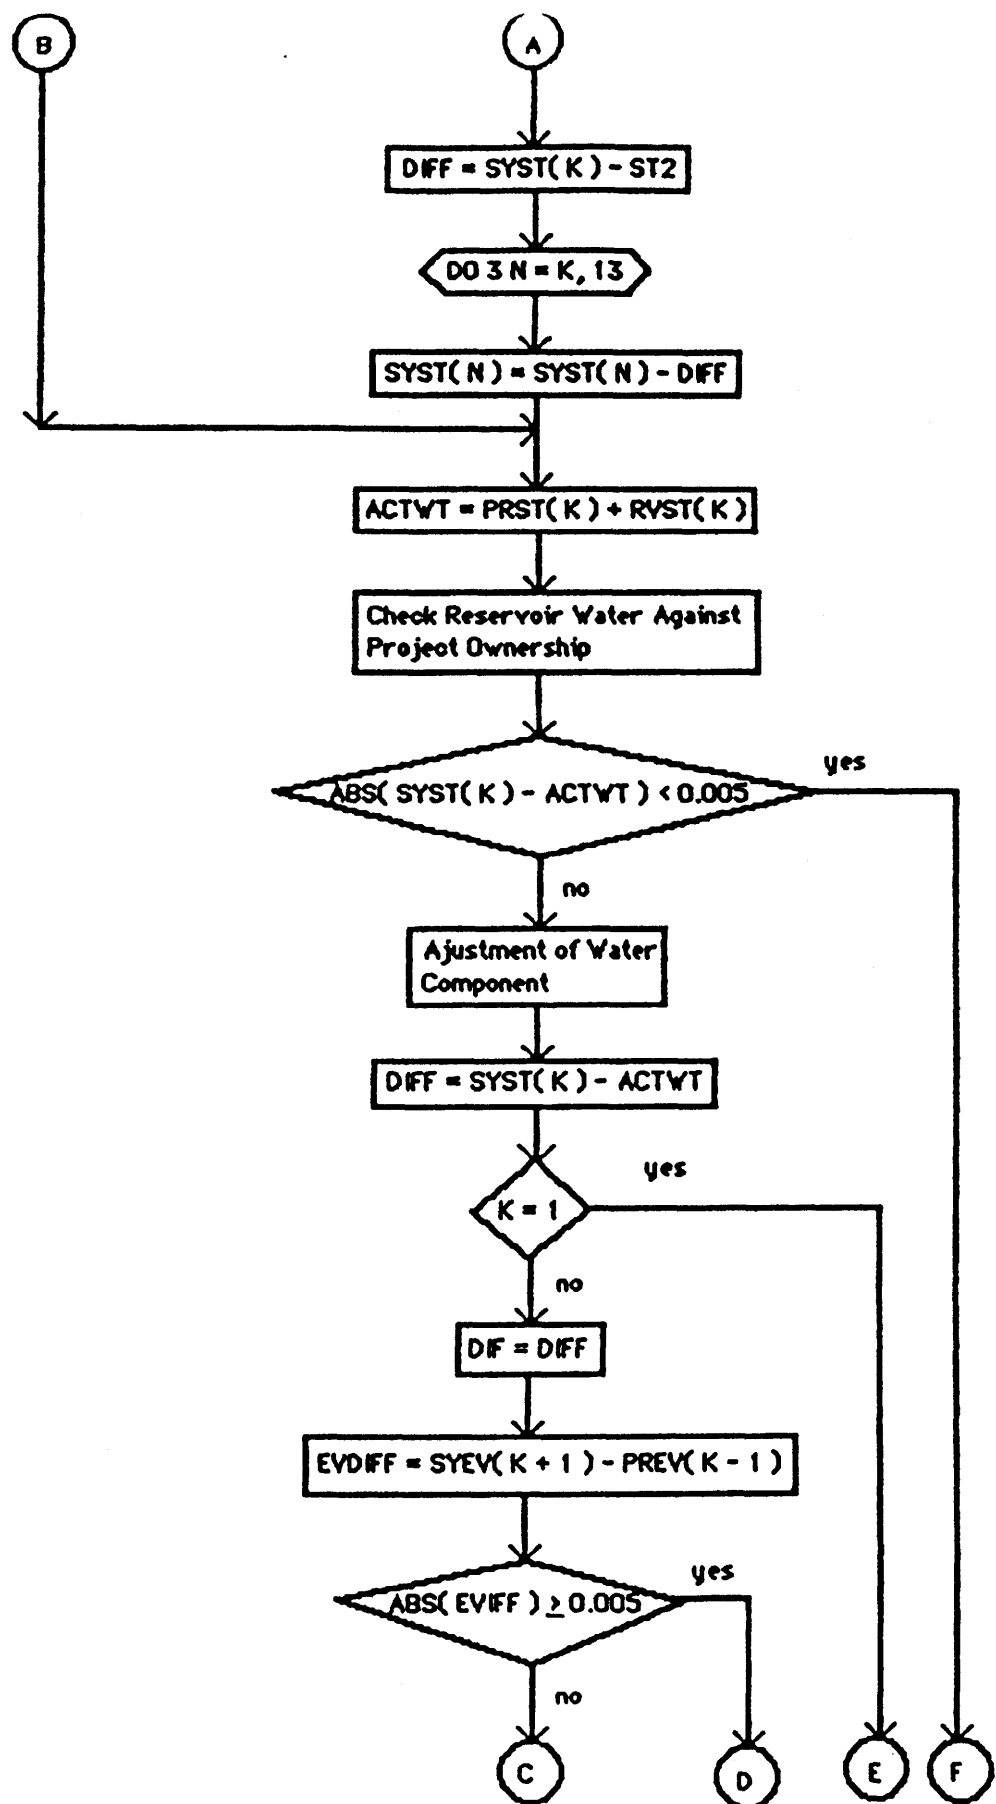 B
A
DIFF = SYST(K) - ST2
DO 3 N = K, 13
SYST(N) = SYST(N) - DIFF
ACTWT = PRST(K) + RVST(K)
Check Reservoir Water Against
Project Ownership
yes
ABS(SYST(K) - ACTWT) < 0.005
no
Ajustment of Water
Component
DIFF = SYST(K) - ACTWT
yes
K = 1
no
DIF = DIFF
EVDIFF = SYEV(K + 1) - PREV(K - 1)
yes
ABS(EVIFF) ≥ 0.005
no
C
D
E
F